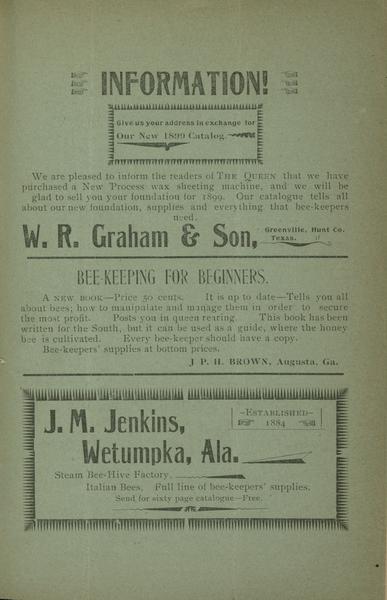 INFORMATION!
Give us your address in exchange for
Our New 1899 Catalog.
We are pleased to inform the readers of THE QUEEN that we have
purchased a New Process wax sheeting machine, and we will be
glad to sell you your foundation for 1899. Our catalogue tells all
about our new foundation, supplies and everything that bee-keepers
need.
W. R. Graham & Son, Greenville, Hunt Co.
Texas.
BEE-KEEPING FOR BEGINNERS.
A NEW BOOK—Price 50 cents. It is up to date—Tells you all
about bees; how to manipulate and manage them in order to secure
the most profit. Posts you in queen rearing. This book has been
written for the South, but it can be used as a guide, where the honey
bee is cultivated. Every bee-keeper should have a copy.
Bee-keepers' supplies at bottom prices.
J P. H. BROWN, Augusta, Ga.
J. M. Jenkins,
Wetumpka, Ala.
–ESTABLISHED–
1884
Steam Bee-Hive Factory.
Italian Bees, Full line of bee-keepers' supplies.
Send for sixty page catalogue—Free.